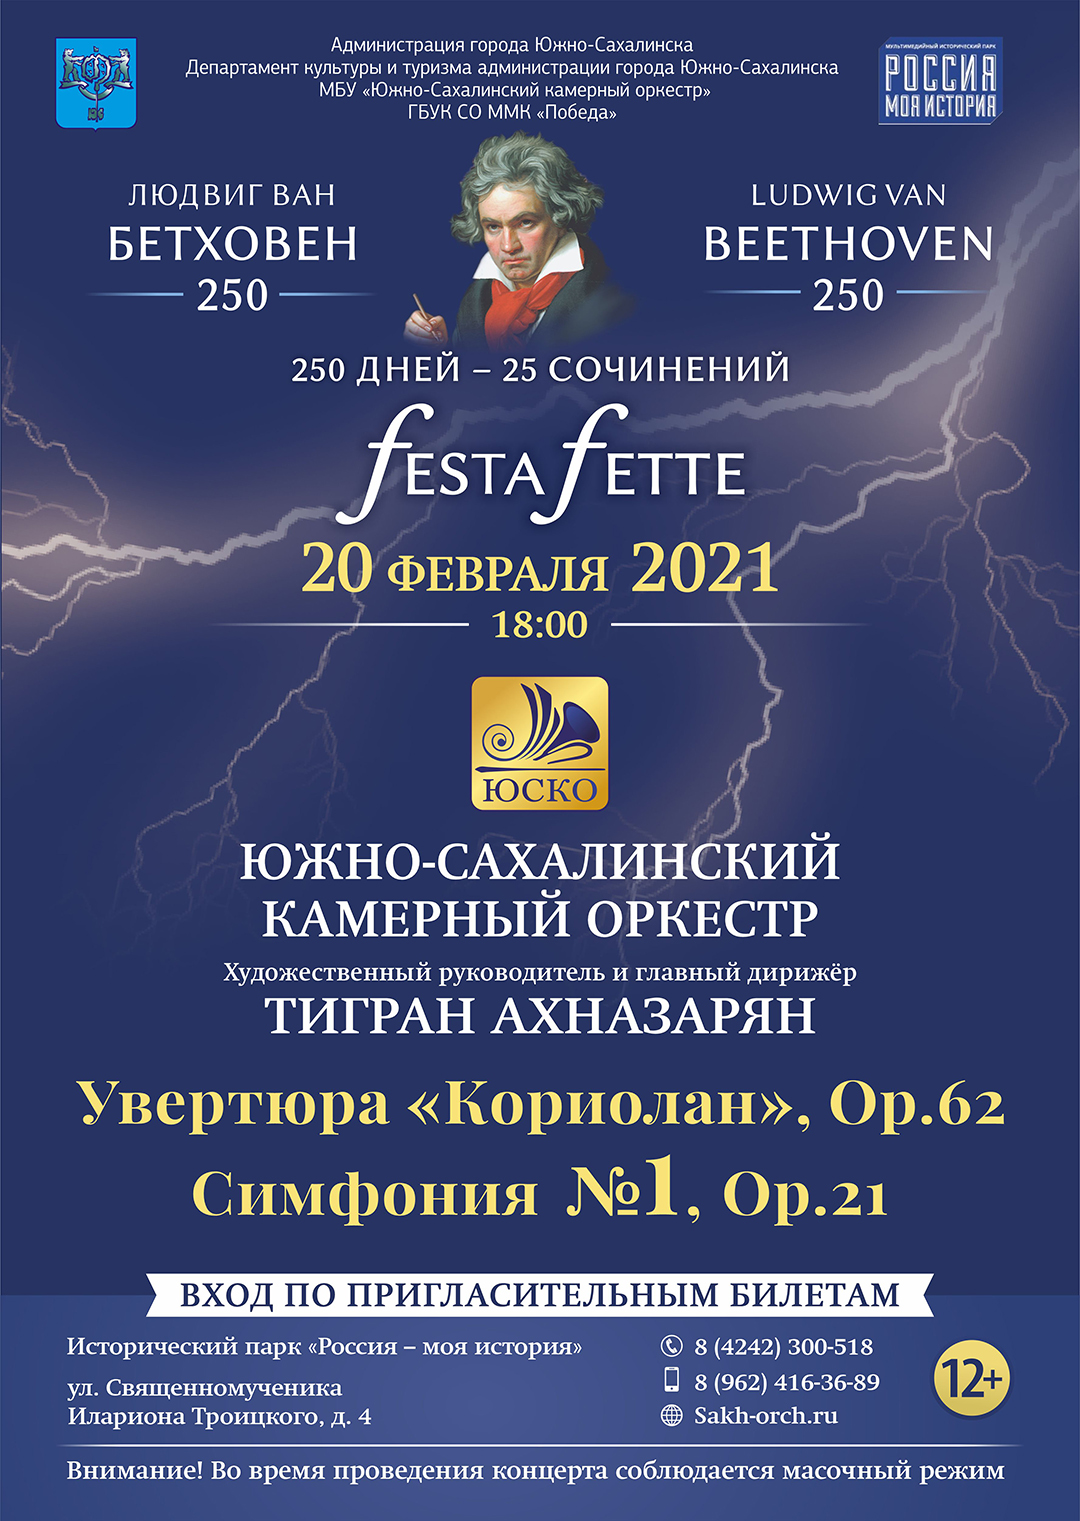 Администрация города Южно-Сахалинска
Департамент культуры и туризма администрации города Южно-Сахалинска
МБУ «Южно-Сахалинский камерный оркестр»
ГБУК СО ММК «Победа»
МУЛЬТИМЕДИЙНЫЙ ИСТОРИЧЕСКИЙ ПАРК
РОССИЯ
МОЯ ИСТОРИЯ
ЛЮДВИГ ВАН
БЕТХОВЕН
250
LUDWIG VAN
BEETHOVEN
250
250 ДНЕЙ – 25 СОЧИНЕНИЙ
fESTA fETTE
20 ФЕВРАЛЯ 2021
18:00
ЮСКО
ЮЖНО-САХАЛИНСКИЙ
КАМЕРНЫЙ ОРКЕСТР
Художественный руководитель и главный дирижёр
ТИГРАН АХНАЗАРЯН
Увертюра «Кориолан», Op.62
Симфония №1, Op.21
ВХОД ПО ПРИГЛАСИТЕЛЬНЫМ БИЛЕТАМ
Исторический парк «Россия – моя история»
ул. Священномученика
Илариона Троицкого, д. 4
8 (4242) 300-518
8 (962) 416-36-89
Sakh-orch.ru
12+
Внимание! Во время проведения концерта соблюдается масочный режим